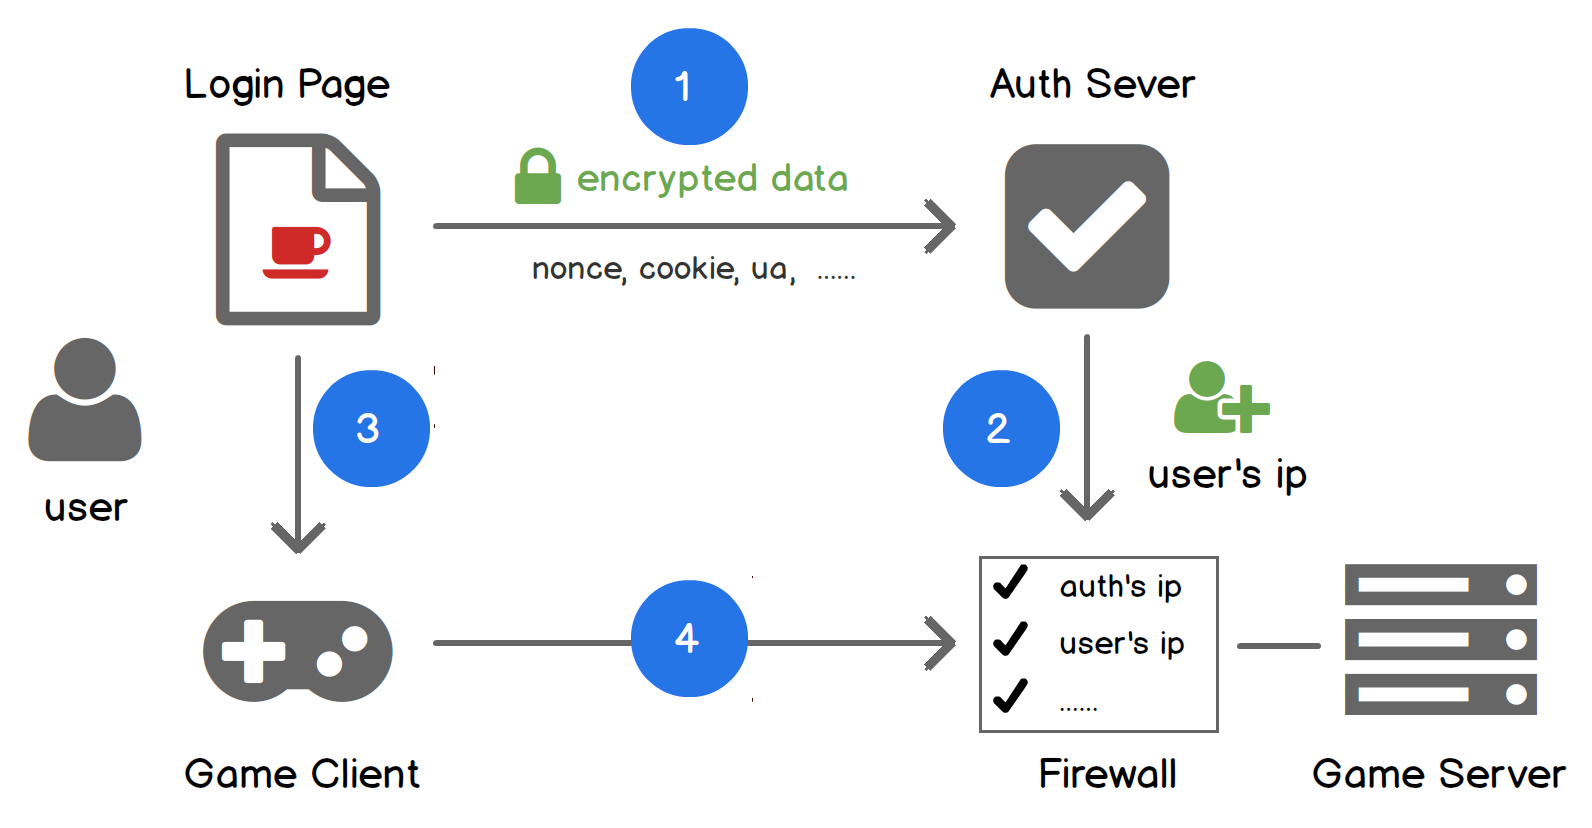 Login Page
1
Auth Sever
encrypted data
nonce, cookie, ua, ......
3
2
user's ip
user
auth's ip
user's ip
......
4
Game Client
Firewall
Game Server